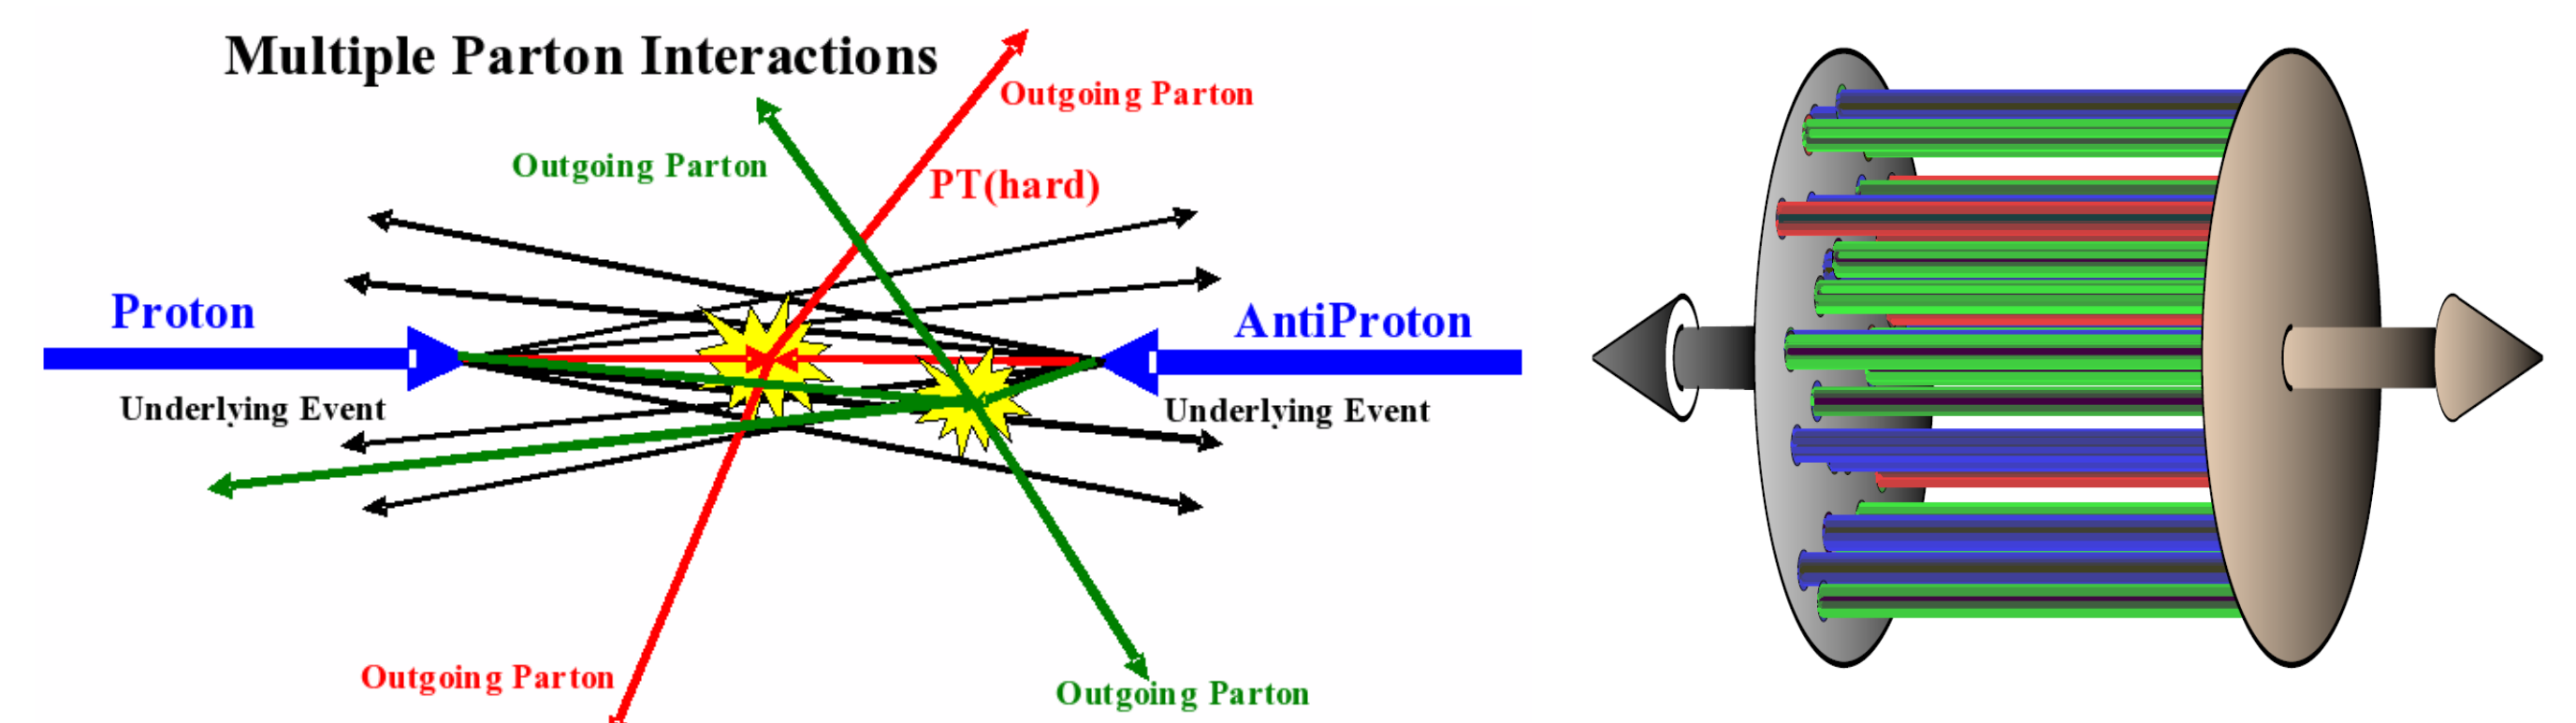 Multiple Parton Interactions
Outgoing Parton
Outgoing Parton
PT(hard)
Proton
AntiProton
Underlying Event
Underlying Event
Outgoing Parton
Outgoing Parton